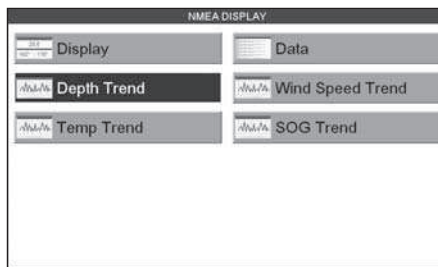 NMEA DISPLAY
Display
Data
Depth Trend
Wind Speed Trend
Temp Trend
SOG Trend